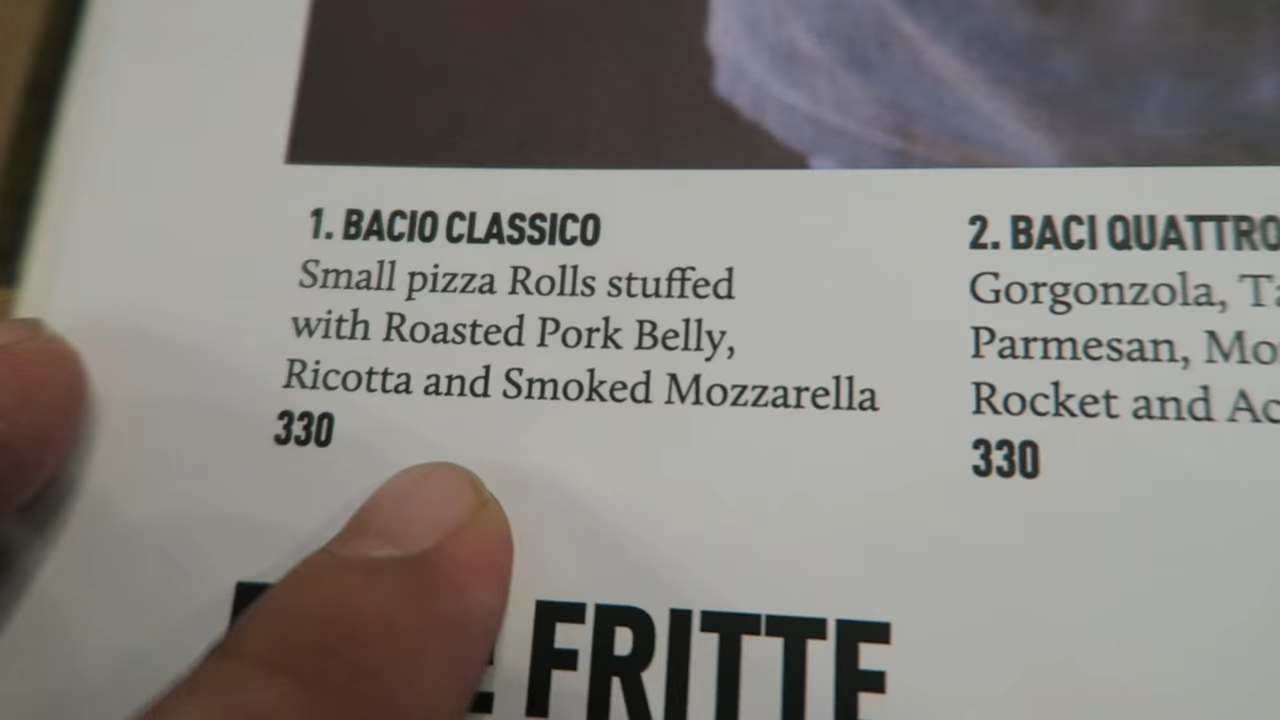 1. BACIO CLASSICO
Small pizza Rolls stuffed
with Roasted Pork Belly,
Ricotta and Smoked Mozzarella
330
2. BACI QUATTRO
Gorgonzola,
Parmesan,
Rocket and
330
FRITTE